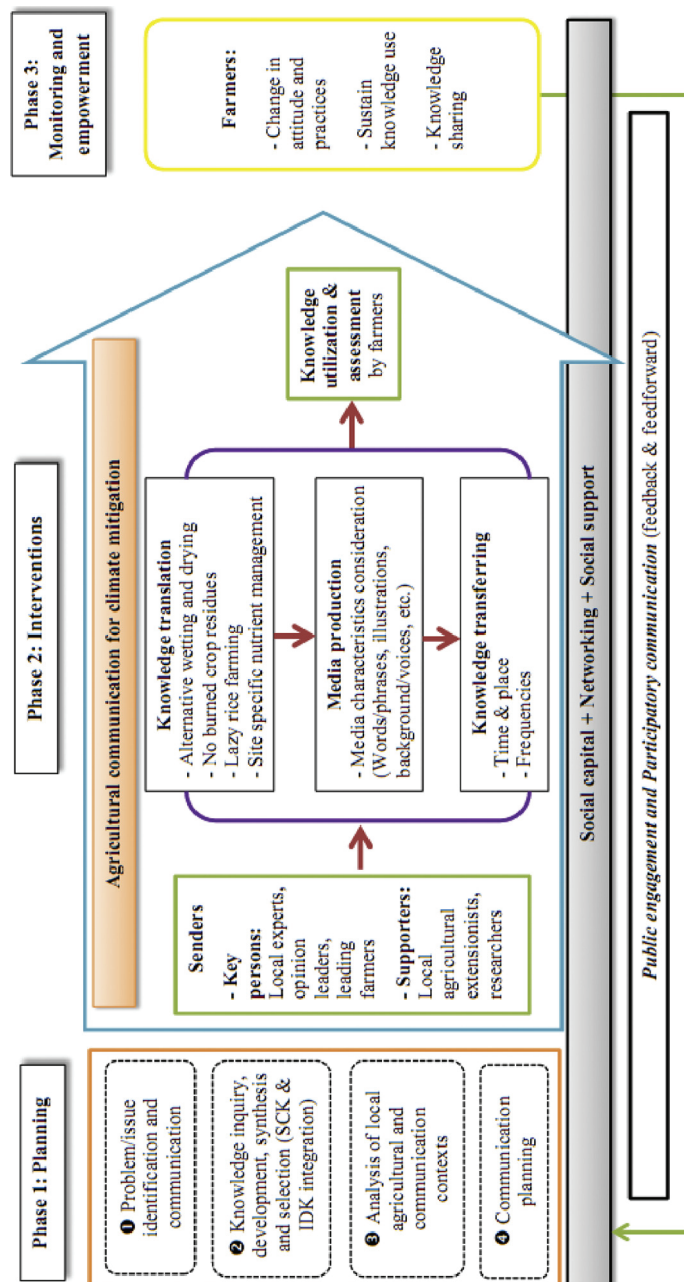 Phase 1: Planning
❶ Problem/issue
identification and
communication
❷ Knowledge inquiry,
development, synthesis
and selection (SCK &
IDK integration)
❸ Analysis of local
agricultural and
communication
contexts
❹ Communication
planning
Phase 2: Interventions
Agricultural communication for climate mitigation
Senders
- Key
persons:
Local experts,
opinion
leaders,
leading
farmers
- Supporters:
Local
agricultural
extensionists,
researchers
Knowledge translation
- Alternative wetting and drying
- No burned crop residues
- Lazy rice farming
- Site specific nutrient management
Media production
- Media characteristics consideration
(Words/phrases, illustrations,
background/voices, etc.)
Knowledge transferring
- Time & place
- Frequencies
Knowledge
utilization &
assessment
by farmers
Phase 3:
Monitoring and
empowerment
Farmers:
- Change in
attitude and
practices
- Sustain
knowledge use
- Knowledge
sharing
Social capital + Networking + Social support
Public engagement and Participatory communication (feedback & feedforward)